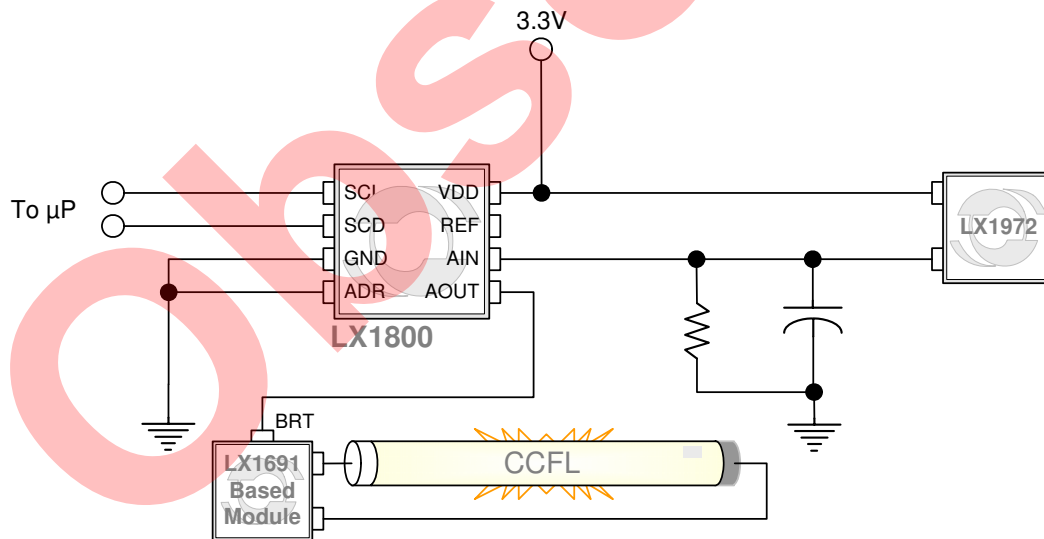 3.3V
To µP
SCL
SCD
GND
ADR
VDD
REF
AIN
AOUT
LX1800
LX1972
BRT
LX1691
Based
Module
CCFL
Obso